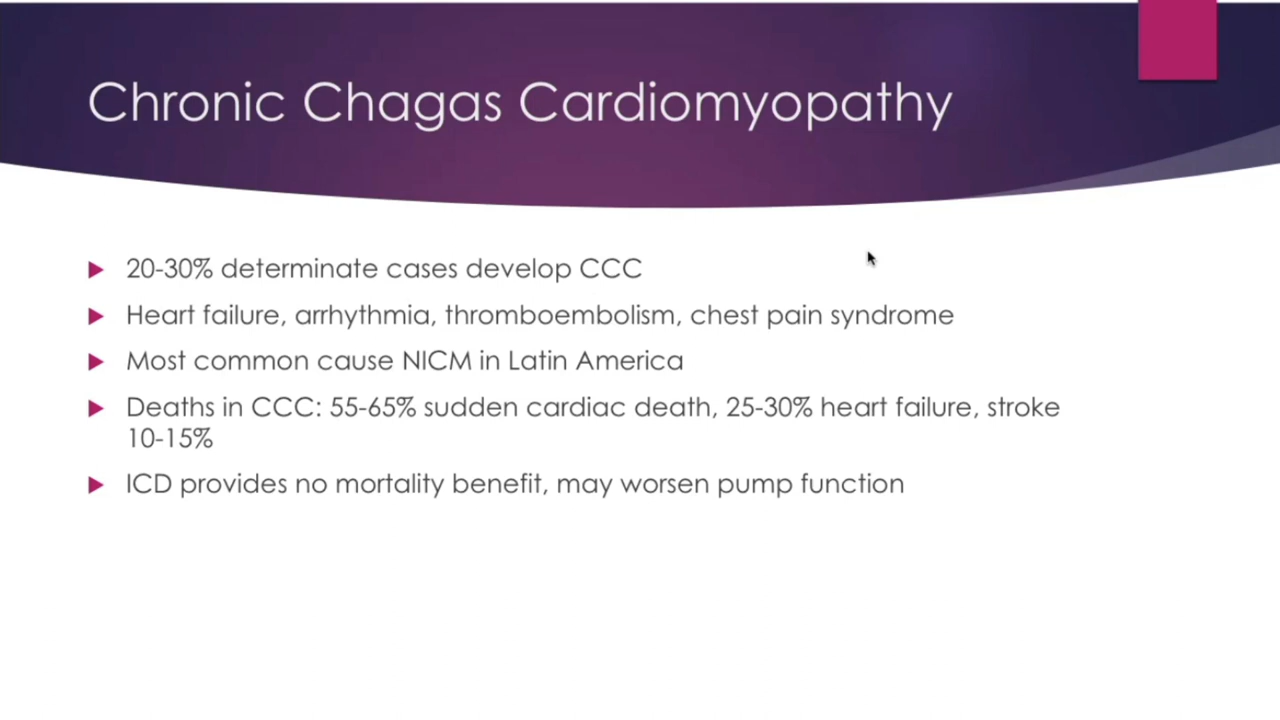 Chronic Chagas Cardiomyopathy
20-30% determinate cases develop CCC
Heart failure, arrhythmia, thromboembolism, chest pain syndrome
Most common cause NICM in Latin America
Deaths in CCC: 55-65% sudden cardiac death, 25-30% heart failure, stroke
10-15%
ICD provides no mortality benefit, may worsen pump function